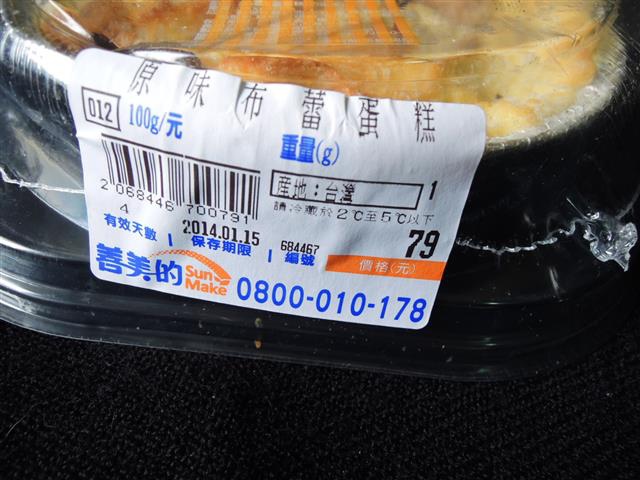 原味布蕾蛋糕
012 100g/元 重量(g)
產地:台灣 1
請冷藏於2℃至5℃以下
2 068446 700791
4 2014.01.15 684467 79
有效天數 保存期限 編號 價格(元)
善美的 Sun Make 0800-010-178